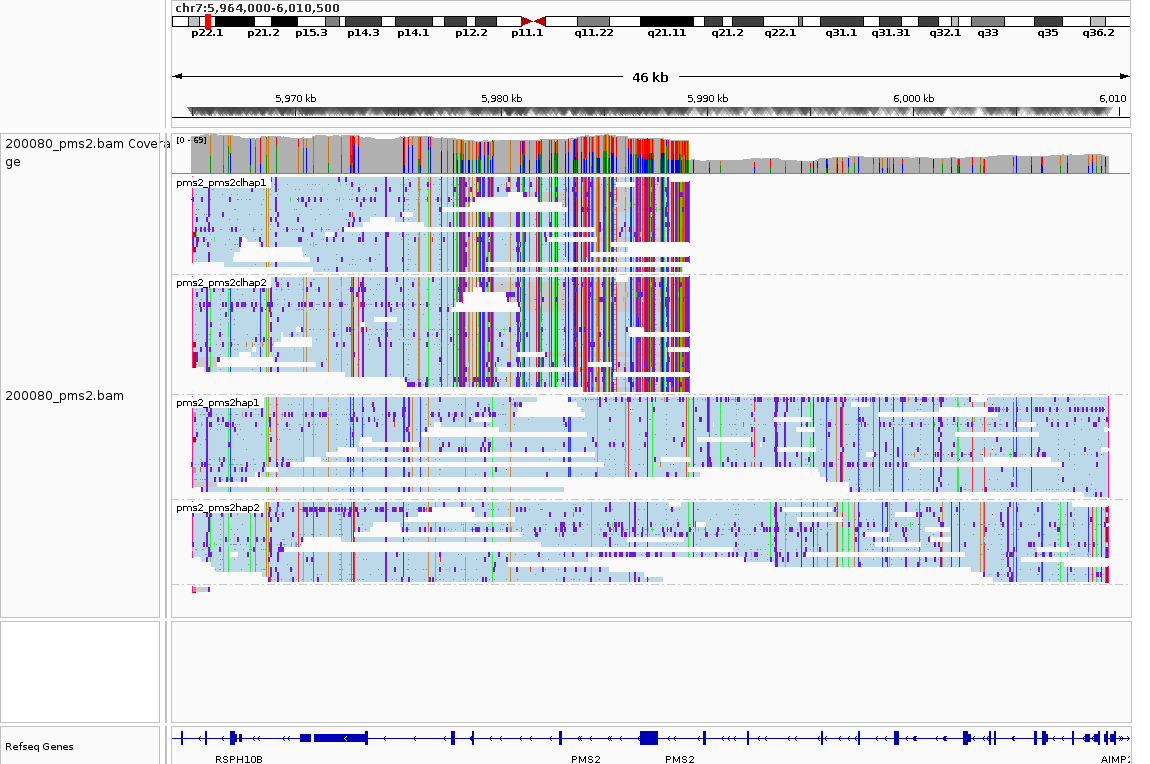 chr7:5,964,000-6,010,500
p22.1 p21.2 p15.3 p14.3 p14.1 p12.2 p11.1 q11.22 q21.11 q21.2 q22.1 q31.1 q31.31 q32.1 q33 q35 q36.2
46 kb
5,970 kb 5,980 kb 5,990 kb 6,000 kb 6,010
200080_pms2.bam Covera
ge
[0 - 69]
pms2_pms2clhap1
pms2_pms2clhap2
200080_pms2.bam
pms2_pms2hap1
pms2_pms2hap2
Refseq Genes
RSPH10B PMS2 PMS2 AIMP2